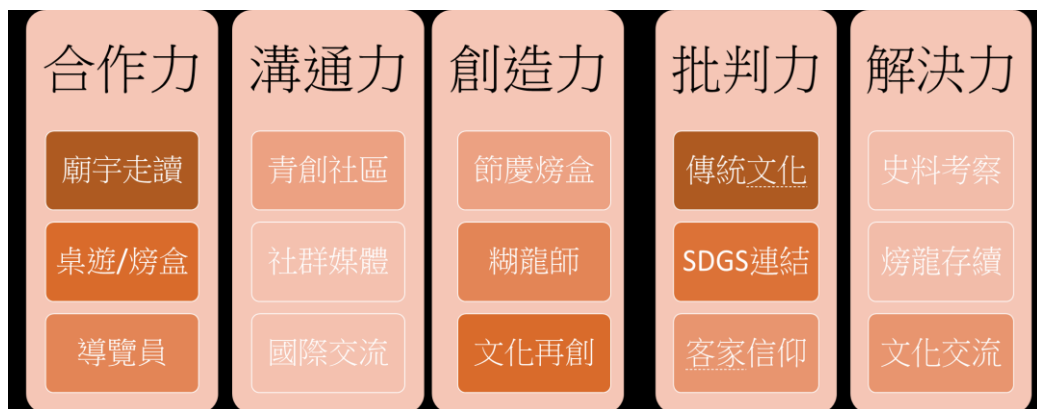 合作力
廟宇走讀
桌遊/㷫盒
導覽員
溝通力
青創社區
社群媒體
國際交流
創造力
節慶㷫盒
糊龍師
文化再創
批判力
傳統文化
SDGS連結
客家信仰
解決力
史料考察
㷫龍存續
文化交流